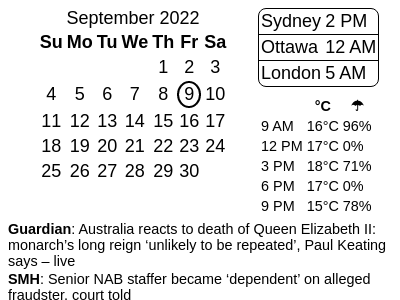 September 2022
Su Mo Tu We Th Fr Sa
1 2 3
4 5 6 7 8 9 10
11 12 13 14 15 16 17
18 19 20 21 22 23 24
25 26 27 28 29 30
Sydney 2 PM
Ottawa 12 AM
London 5 AM
°C ☂
9 AM 16°C 96%
12 PM 17°C 0%
3 PM 18°C 71%
6 PM 17°C 0%
9 PM 15°C 78%
Guardian: Australia reacts to death of Queen Elizabeth II:
monarch’s long reign ‘unlikely to be repeated’, Paul Keating
says – live
SMH: Senior NAB staffer became ‘dependent’ on alleged
fraudster, court told